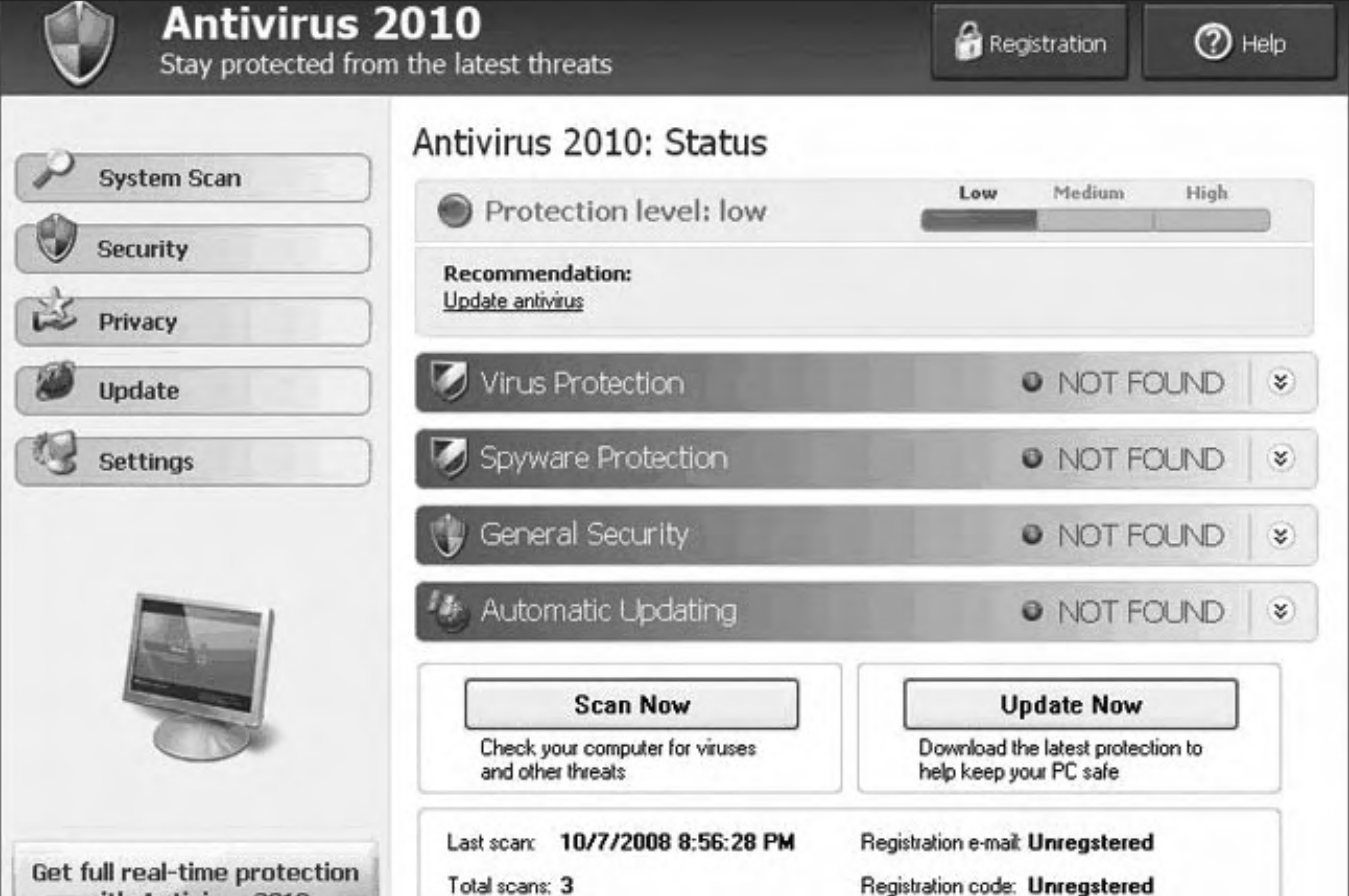 Antivirus 2010
Stay protected from the latest threats
Registration
Help
System Scan
Security
Privacy
Update
Settings
Get full real-time protection
Antivirus 2010: Status
Protection level: low
Low Medium High
Recommendation:
Update antivirus
Virus Protection NOT FOUND
Spyware Protection NOT FOUND
General Security NOT FOUND
Automatic Updating NOT FOUND
Scan Now
Check your computer for viruses
and other threats
Update Now
Download the latest protection to
help keep your PC safe
Last scan: 10/7/2008 8:56:28 PM
Registration e-mail: Unregstered
Total scans: 3
Registration code: Unregstered